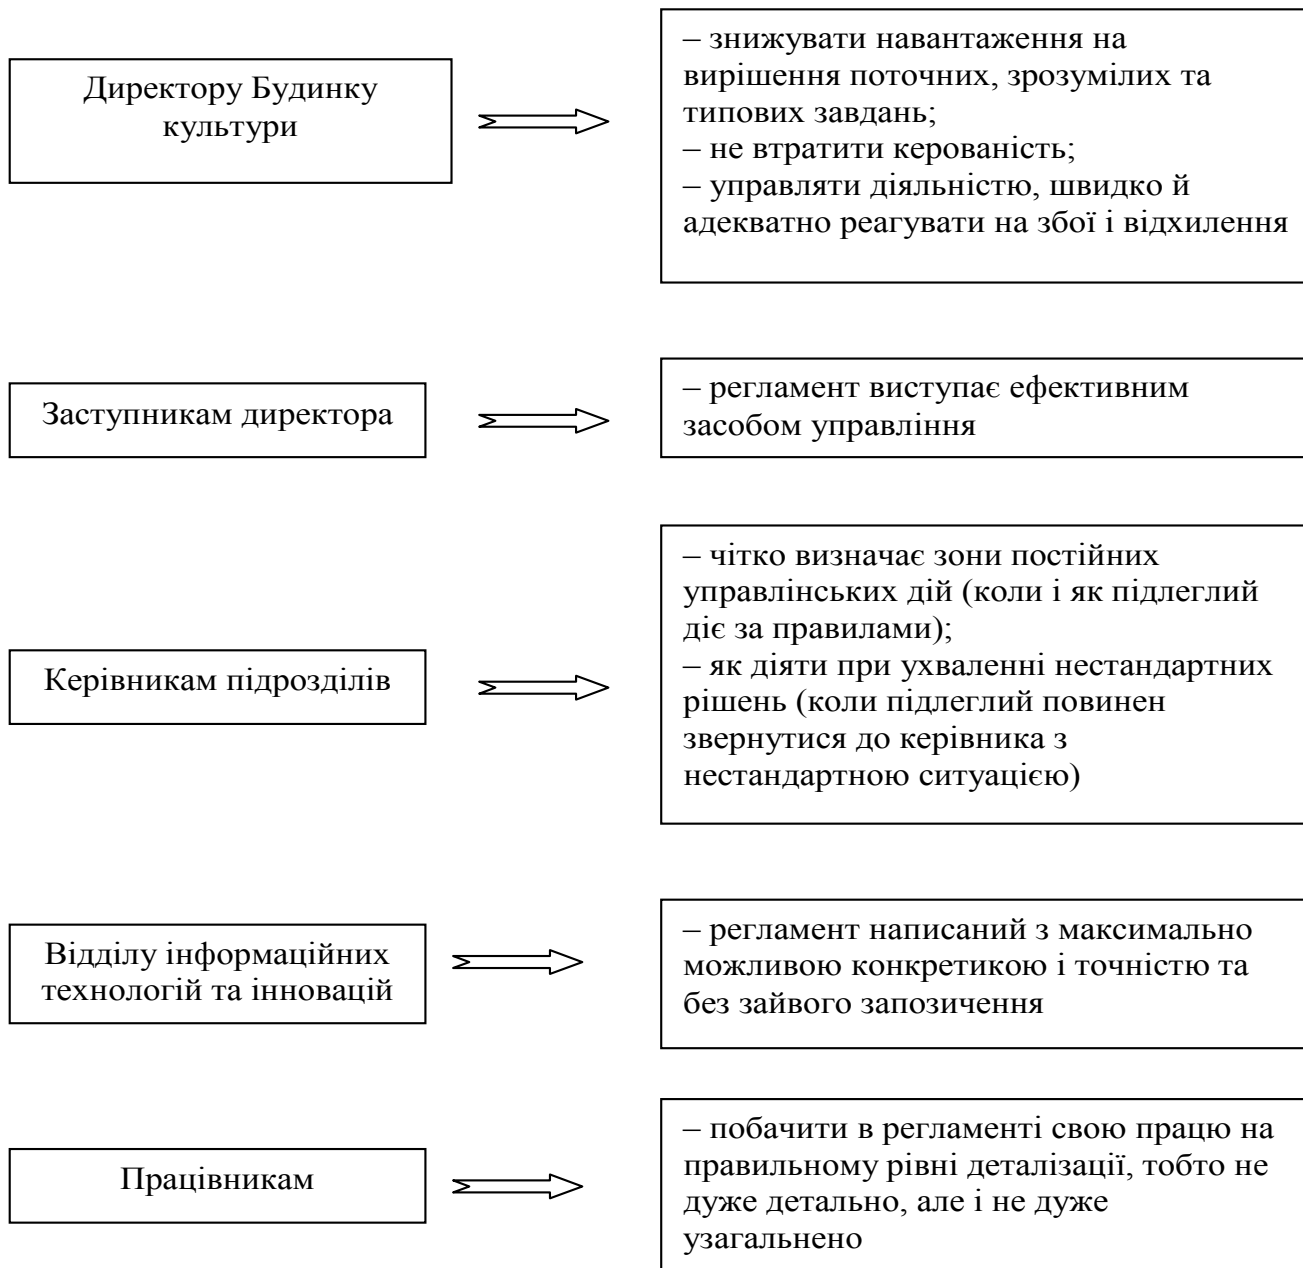 Директору Будинку
культури
– знижувати навантаження на
вирішення поточних, зрозумілих та
типових завдань;
– не втратити керованість;
– управляти діяльністю, швидко й
адекватно реагувати на збої і відхилення
Заступникам директора
– регламент виступає ефективним
засобом управління
Керівникам підрозділів
– чітко визначає зони постійних
управлінських дій (коли і як підлеглий
діє за правилами);
– як діяти при ухваленні нестандартних
рішень (коли підлеглий повинен
звернутися до керівника з
нестандартною ситуацією)
Відділу інформаційних
технологій та інновацій
– регламент написаний з максимально
можливою конкретикою і точністю та
без зайвого запозичення
Працівникам
– побачити в регламенті свою працю на
правильному рівні деталізації, тобто не
дуже детально, але і не дуже
узагальнено